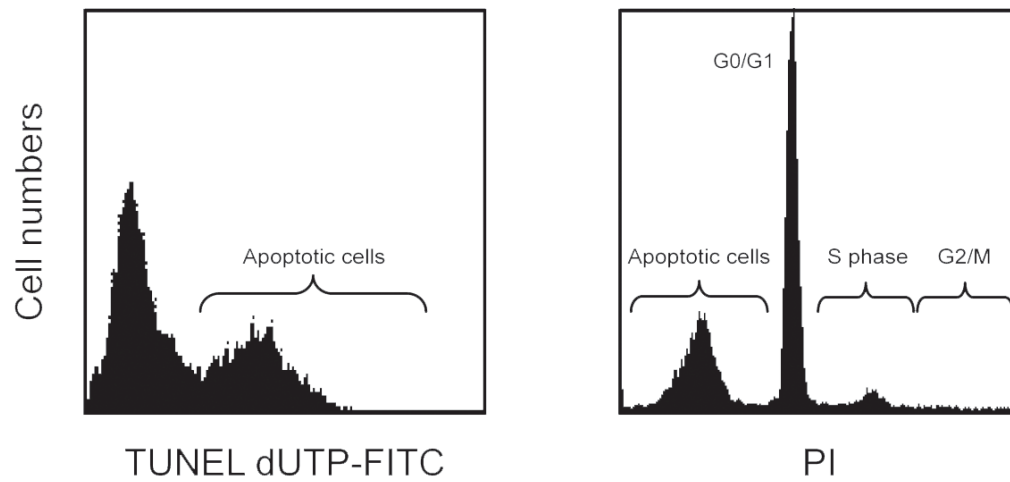 Cell numbers
Apoptotic cells
TUNEL dUTP-FITC
G0/G1
Apoptotic cells
S phase
G2/M
PI